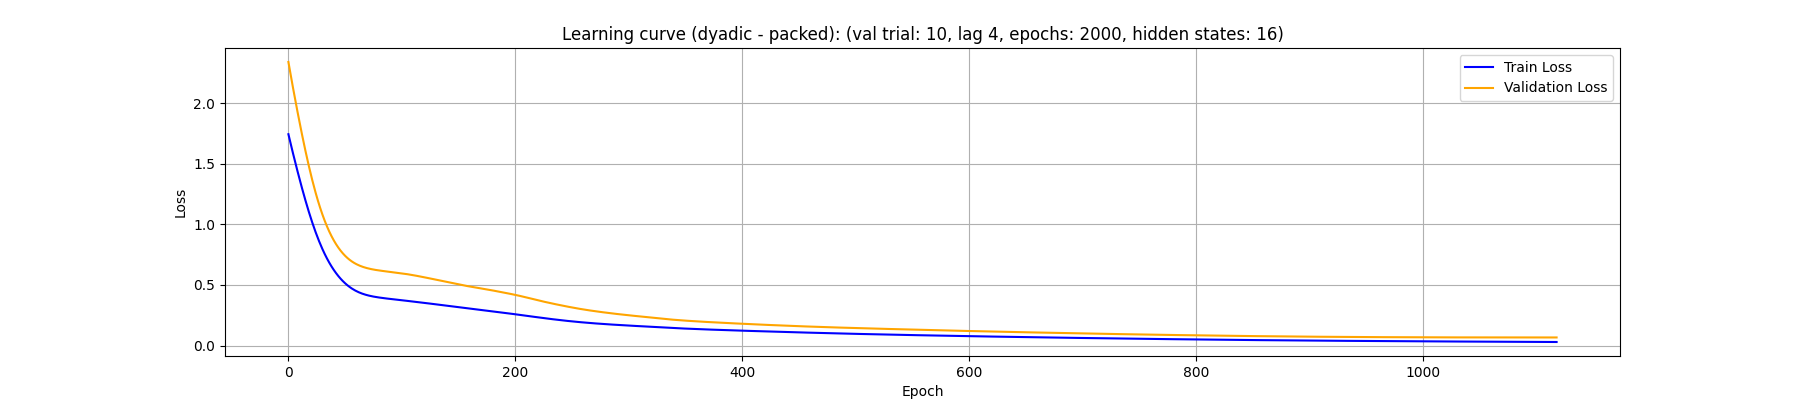 Learning curve (dyadic - packed): (val trial: 10, lag 4, epochs: 2000, hidden states: 16)
Train Loss
Validation Loss
2.0
1.5
1.0
0.5
0.0
Loss
0 200 400 600 800 1000
Epoch